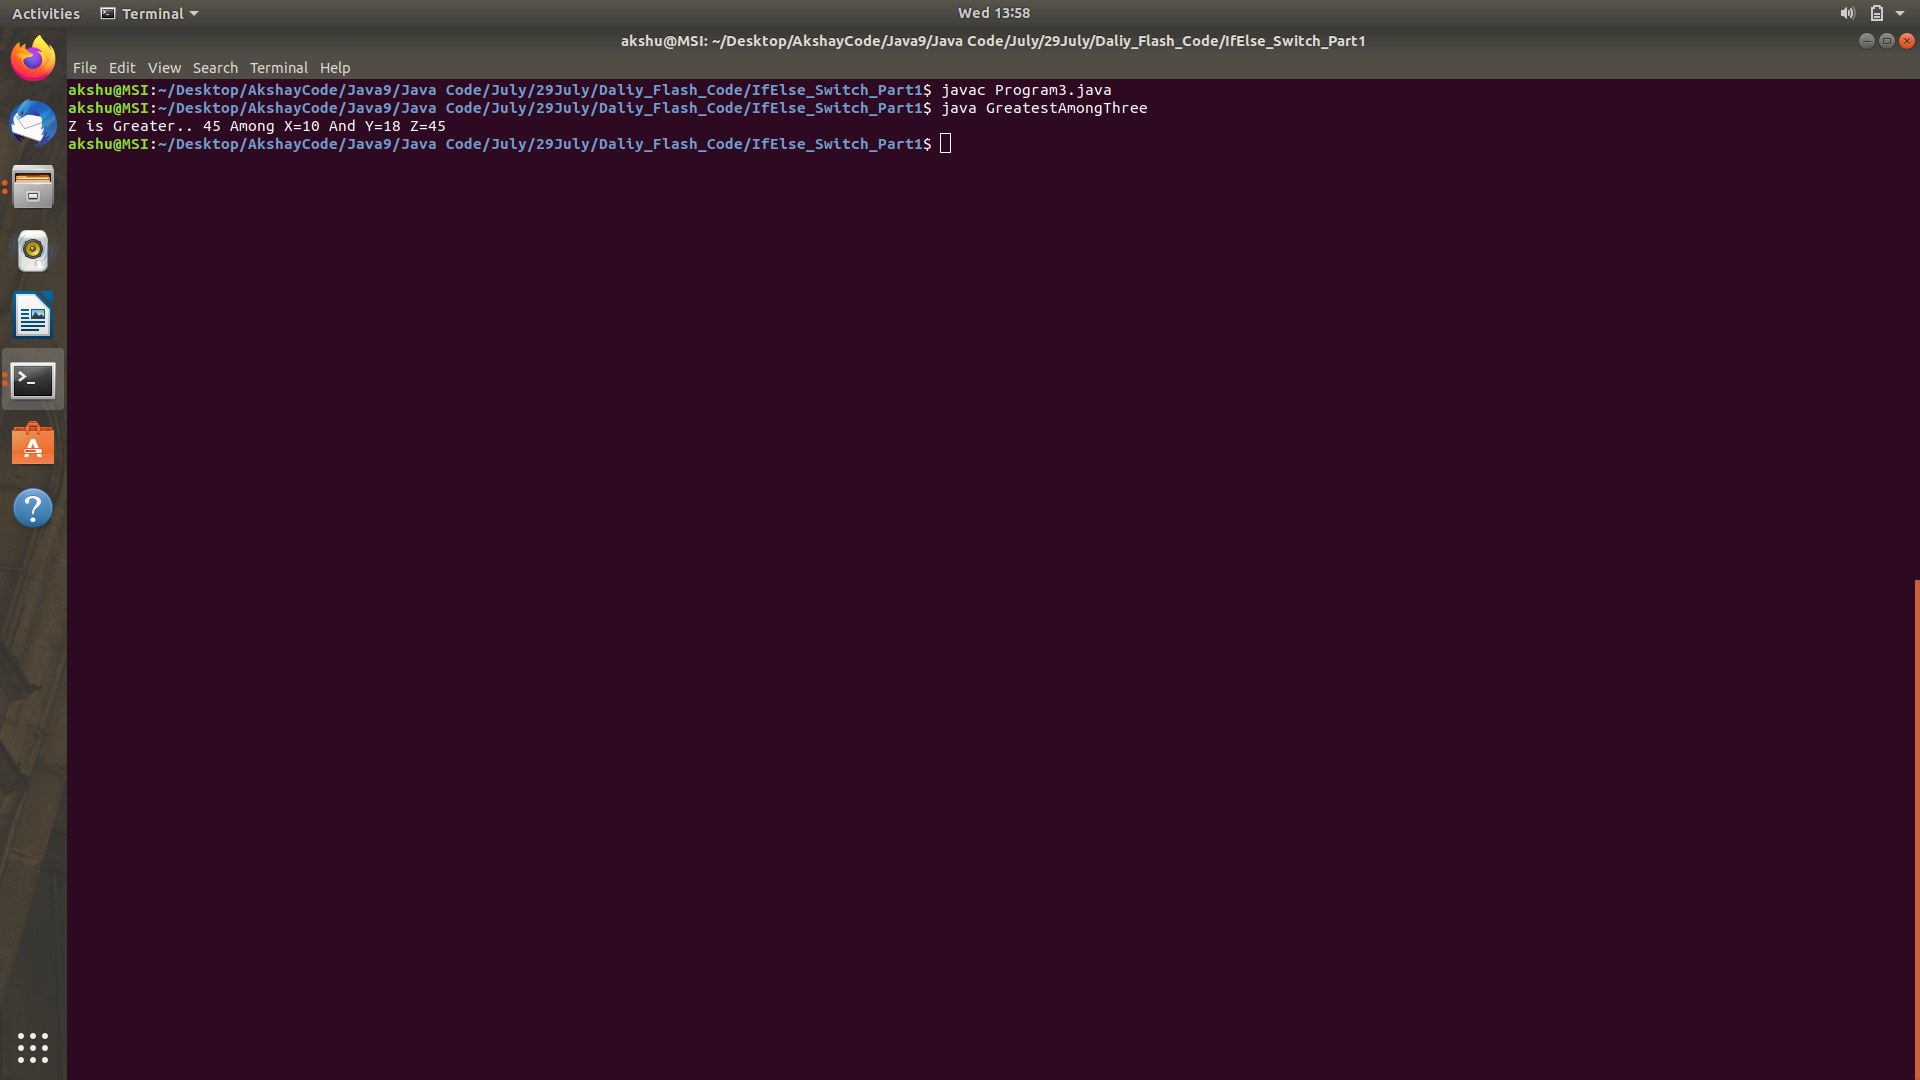 Activities Terminal Wed 13:58
akshu@MSI: ~/Desktop/AkshayCode/Java9/Java Code/July/29July/Daliy_Flash_Code/IfElse_Switch_Part1
File Edit View Search Terminal Help
akshu@MSI:~/Desktop/AkshayCode/Java9/Java Code/July/29July/Daliy_Flash_Code/IfElse_Switch_Part1$ javac Program3.java
akshu@MSI:~/Desktop/AkshayCode/Java9/Java Code/July/29July/Daliy_Flash_Code/IfElse_Switch_Part1$ java GreatestAmongThree
Z is Greater.. 45 Among X=10 And Y=18 Z=45
akshu@MSI:~/Desktop/AkshayCode/Java9/Java Code/July/29July/Daliy_Flash_Code/IfElse_Switch_Part1$